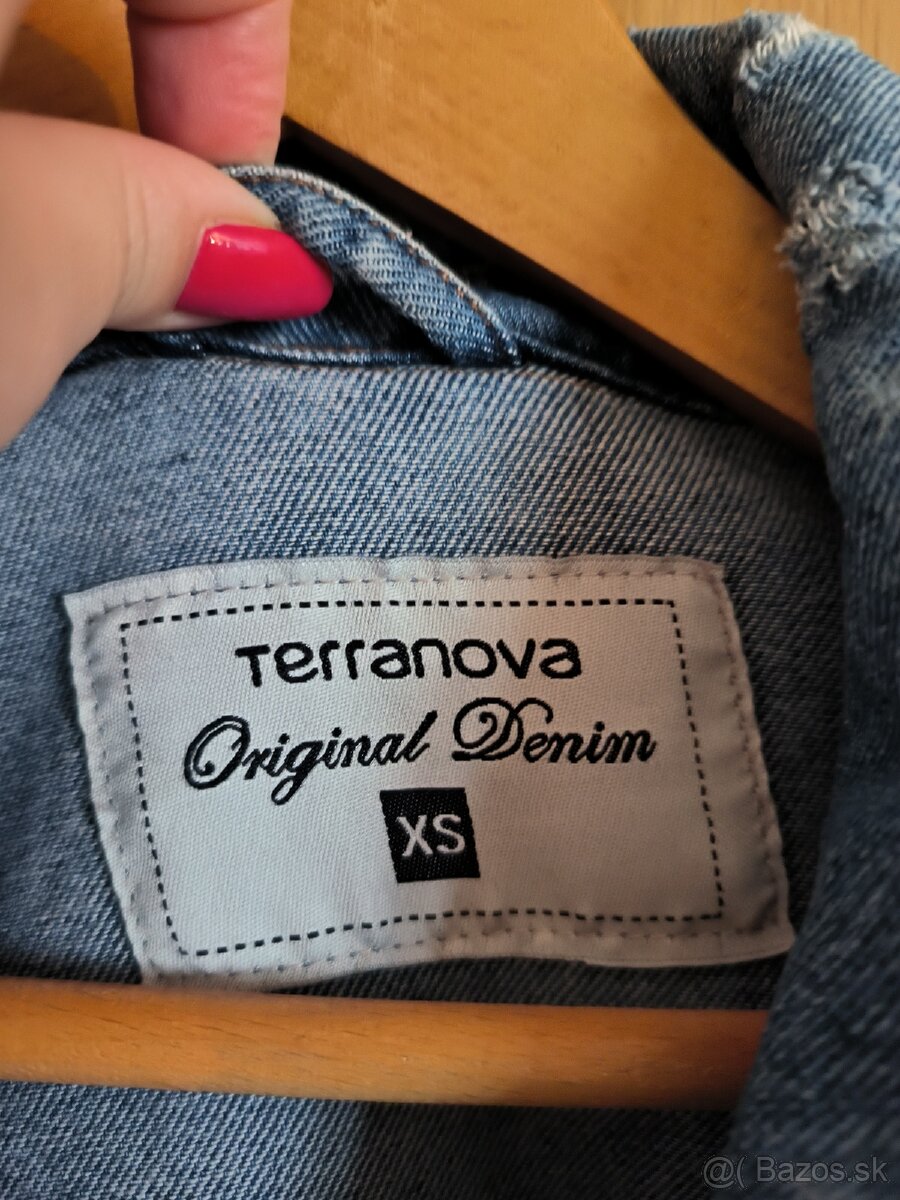 Terranova
Original Denim
XS
@( Bazos.sk